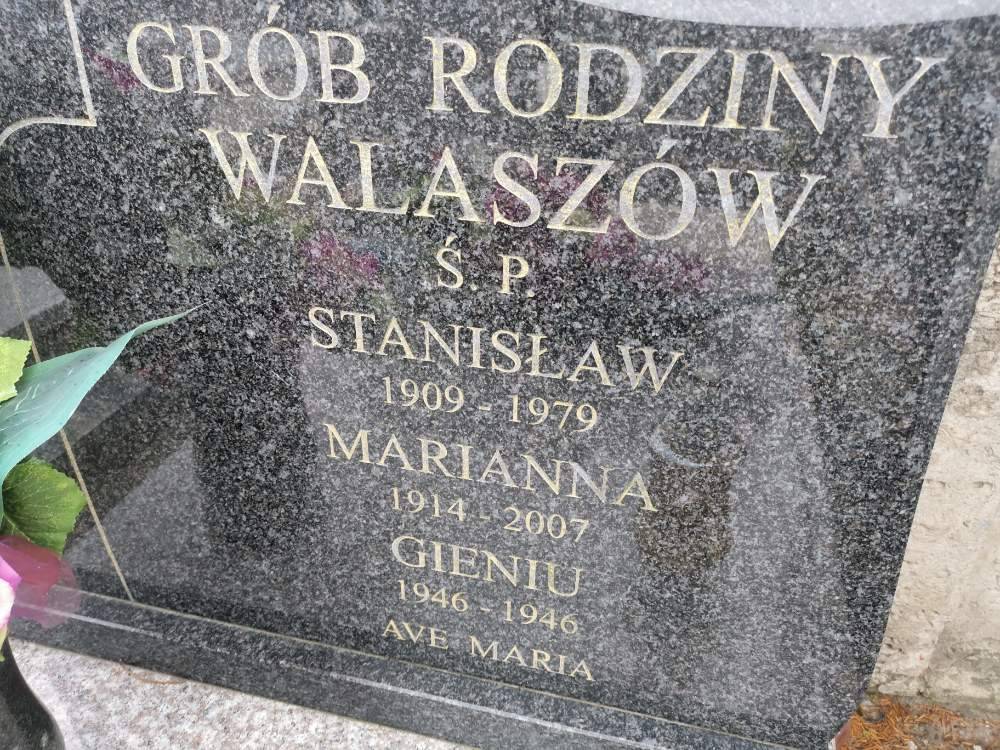 GRÓB RODZINY
WALASZÓW
Ś. P.
STANISŁAW
1909 - 1979
MARIANNA
1914 - 2007
GIENIU
1946 - 1946
AVE MARIA